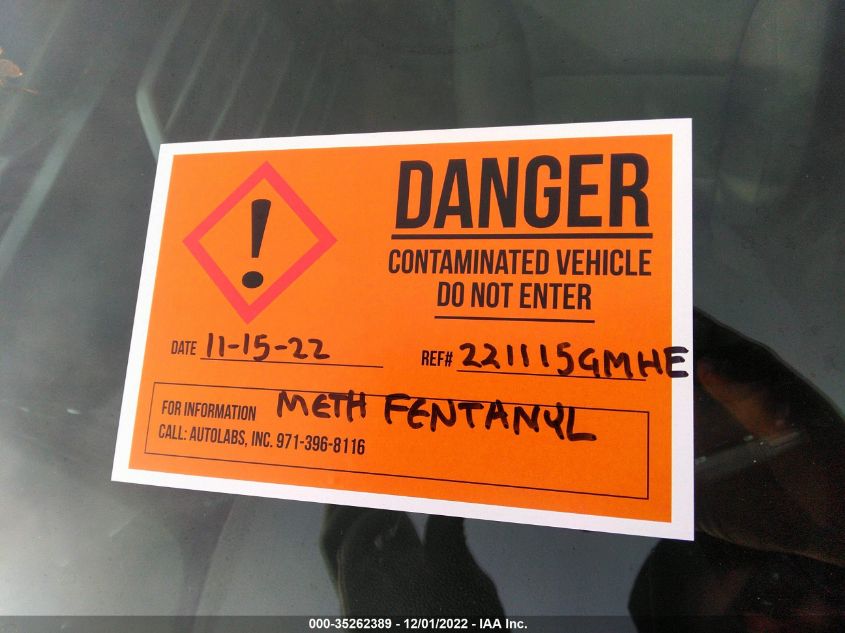 !
DANGER
CONTAMINATED VEHICLE
DO NOT ENTER
DATE 11-15-22
REF# 221115GMHE
FOR INFORMATION METH FENTANYL
CALL: AUTOLABS, INC. 971-396-8116
000-35262389 - 12/01/2022 - IAA Inc.